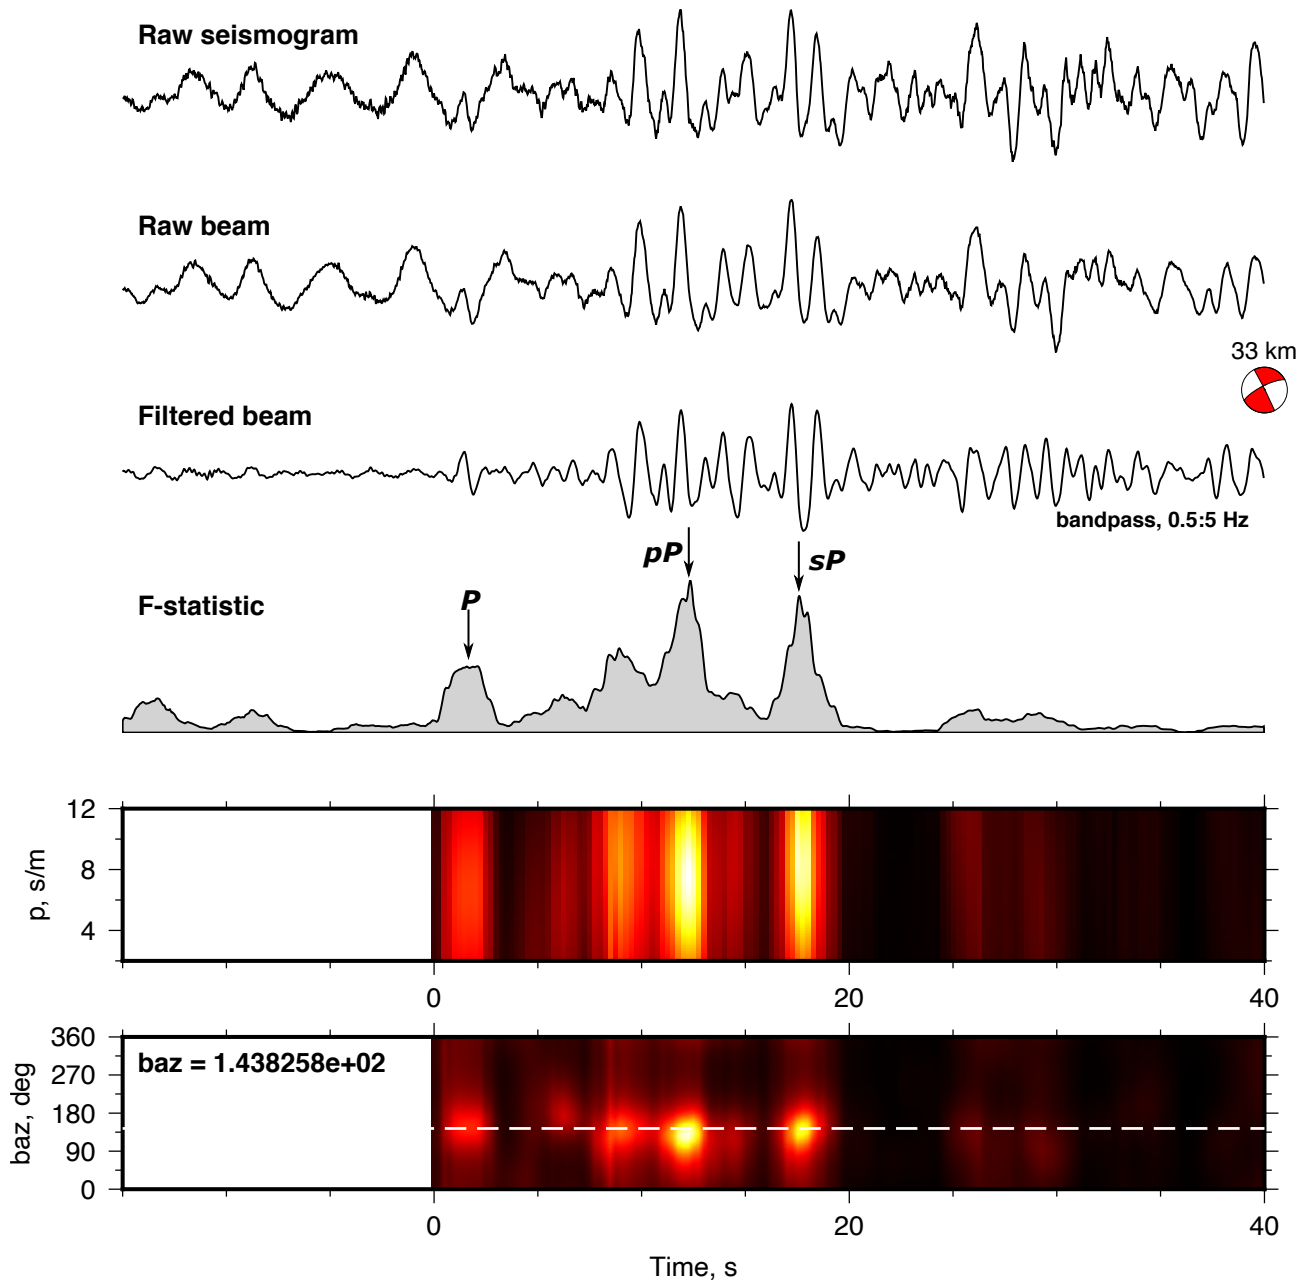 Raw seismogram
Raw beam
33 km
Filtered beam
bandpass, 0.5:5 Hz
pP
sP
P
F-statistic
12
8
4
p, s/m
0
20
40
360
270
180
90
0
baz, deg
baz = 1.438258e+02
0
20
40
Time, s